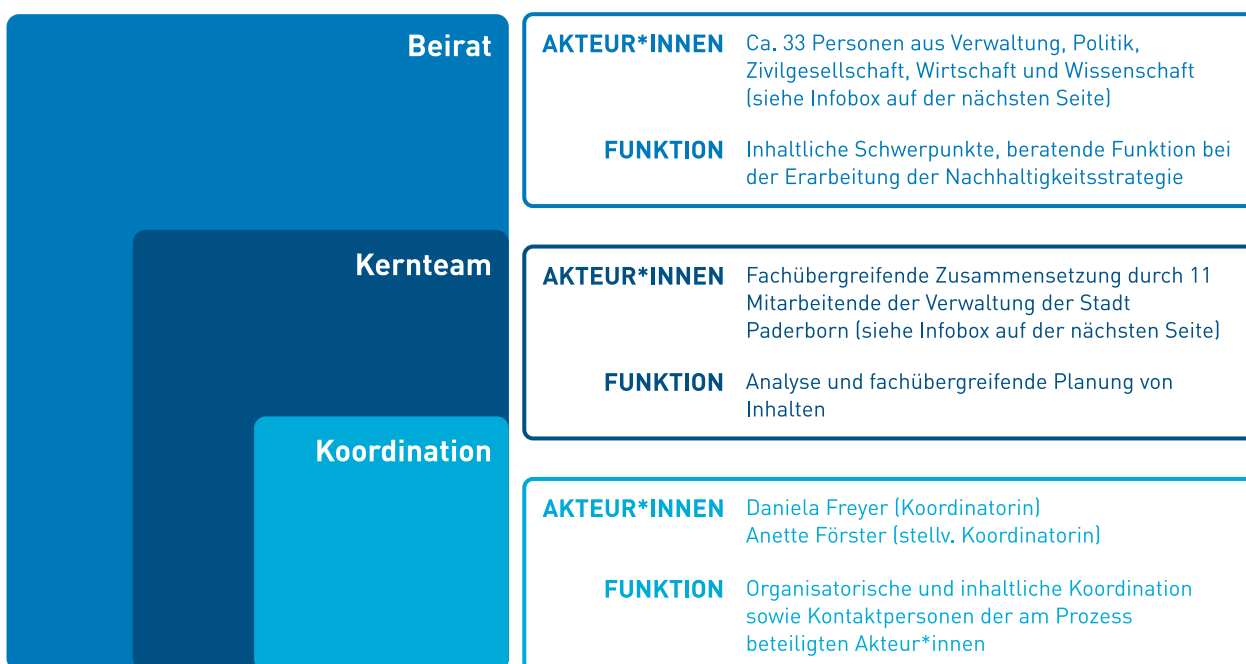 Beirat
AKTEUR*INNEN Ca. 33 Personen aus Verwaltung, Politik,
Zivilgesellschaft, Wirtschaft und Wissenschaft
(siehe Infobox auf der nächsten Seite)
FUNKTION Inhaltliche Schwerpunkte, beratende Funktion bei
der Erarbeitung der Nachhaltigkeitsstrategie
Kernteam
AKTEUR*INNEN Fachübergreifende Zusammensetzung durch 11
Mitarbeitende der Verwaltung der Stadt
Paderborn (siehe Infobox auf der nächsten Seite)
FUNKTION Analyse und fachübergreifende Planung von
Inhalten
Koordination
AKTEUR*INNEN Daniela Freyer (Koordinatorin)
Anette Förster (stellv. Koordinatorin)
FUNKTION Organisatorische und inhaltliche Koordination
sowie Kontaktpersonen der am Prozess
beteiligten Akteur*innen